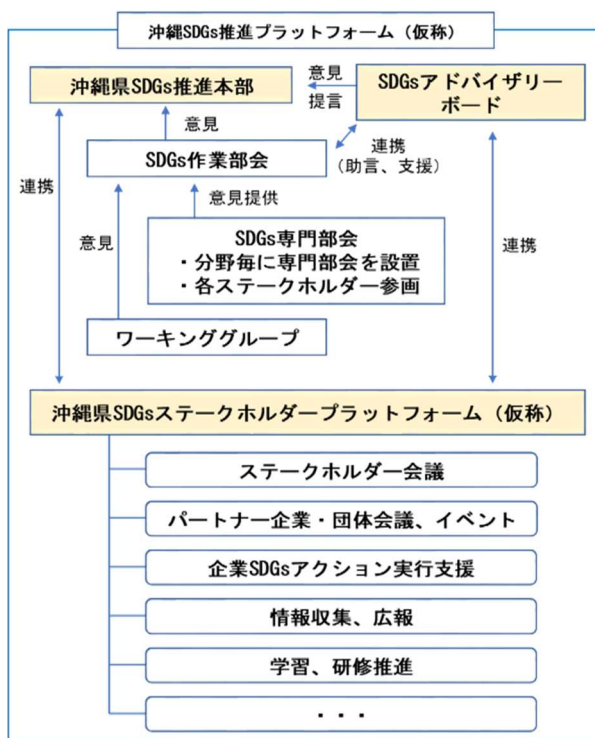 沖縄SDGs推進プラットフォーム（仮称）
沖縄県SDGs推進本部
意見
提言
SDGsアドバイザリー
ボード
意見
SDGs作業部会
連携
（助言、支援）
連携
意見提供
意見
SDGs専門部会
・分野毎に専門部会を設置
・各ステークホルダー参画
連携
ワーキンググループ
沖縄県SDGsステークホルダープラットフォーム（仮称）
ステークホルダー会議
パートナー企業・団体会議、イベント
企業SDGsアクション実行支援
情報収集、広報
学習、研修推進
・・・